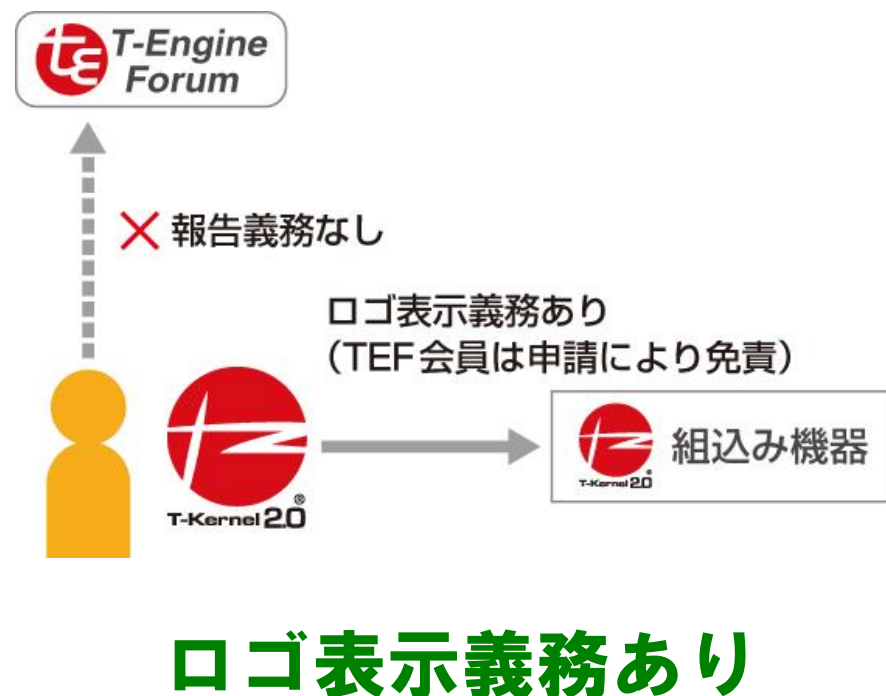 T-Engine
Forum
× 報告義務なし
ロゴ表示義務あり
（TEF会員は申請により免責）
T-Kernel 2.0
®
T-Kernel 2.0
®
組込み機器
ロゴ表示義務あり